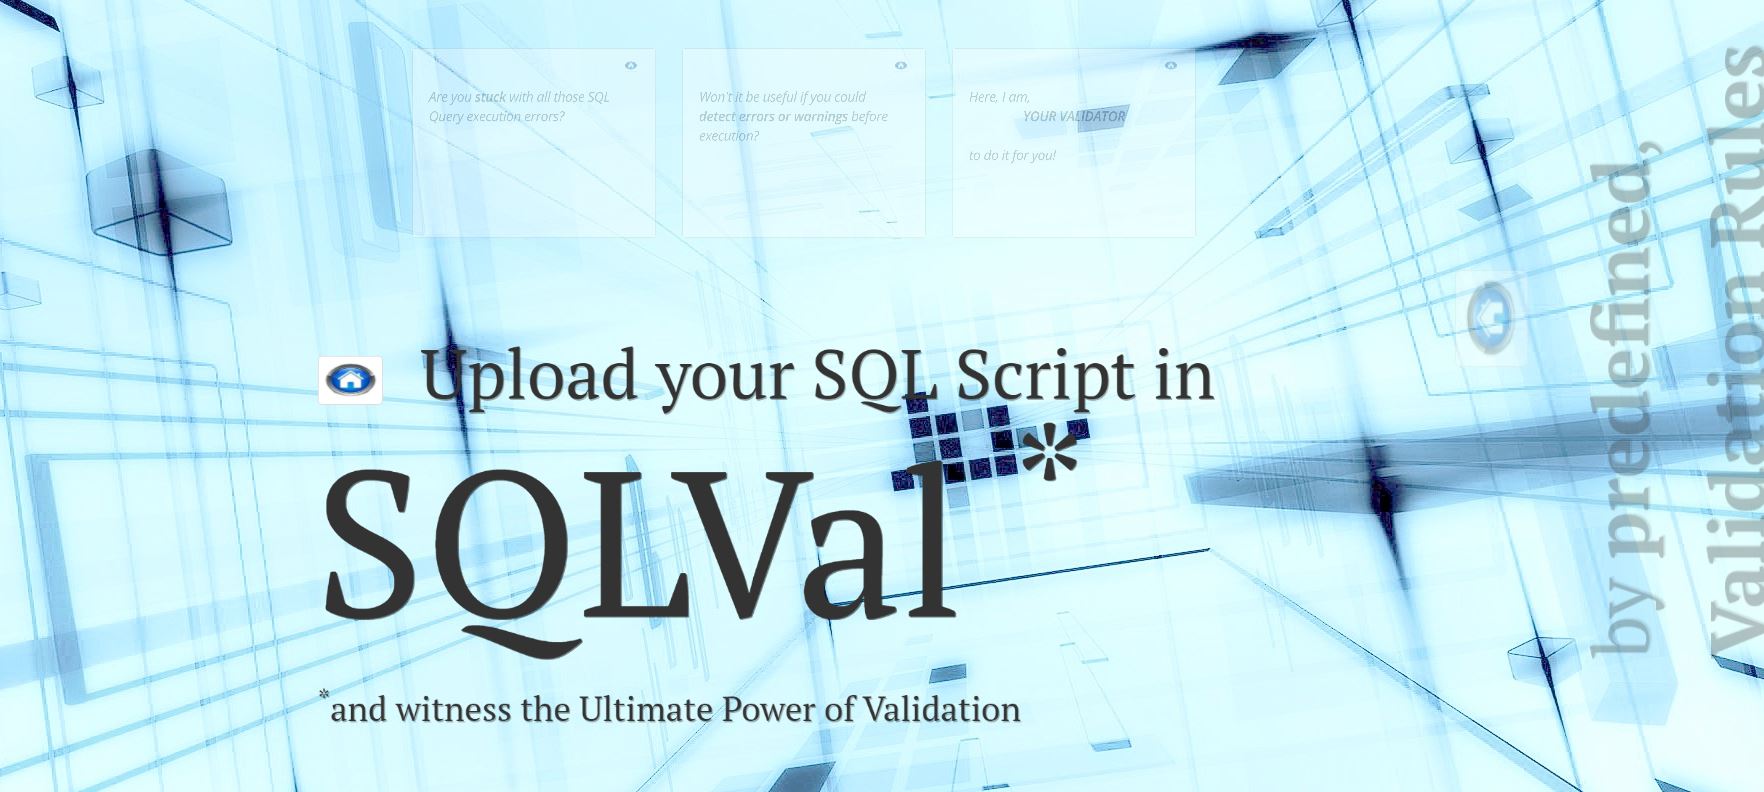 Are you stuck with all those SQL
Query execution errors?
Won't it be useful if you could
detect errors or warnings before
execution?
Here, I am,
YOUR VALIDATOR
to do it for you!
Upload your SQL Script in
SQLVal*
*and witness the Ultimate Power of Validation
by predefined,
Validation Rules